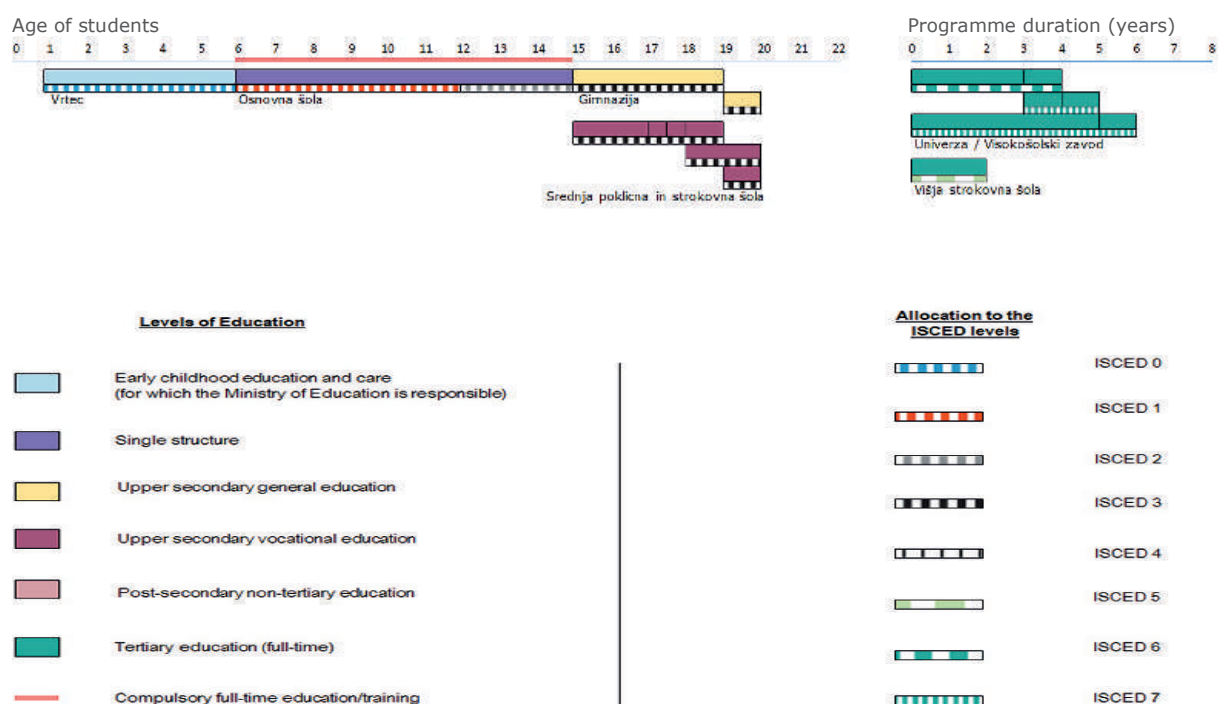 Age of students
Programme duration (years)
0 1 2 3 4 5 6 7 8 9 10 11 12 13 14 15 16 17 18 19 20 21 22
0 1 2 3 4 5 6 7 8
Vrtec
Osnovna šola
Gimnazija
Srednja poklicna in strokovna šola
Univerza / Visokošolski zavod
Višja strokovna šola
Levels of Education
Early childhood education and care
(for which the Ministry of Education is responsible)
Single structure
Upper secondary general education
Upper secondary vocational education
Post-secondary non-tertiary education
Tertiary education (full-time)
Compulsory full-time education/training
Allocation to the
ISCED levels
ISCED 0
ISCED 1
ISCED 2
ISCED 3
ISCED 4
ISCED 5
ISCED 6
ISCED 7